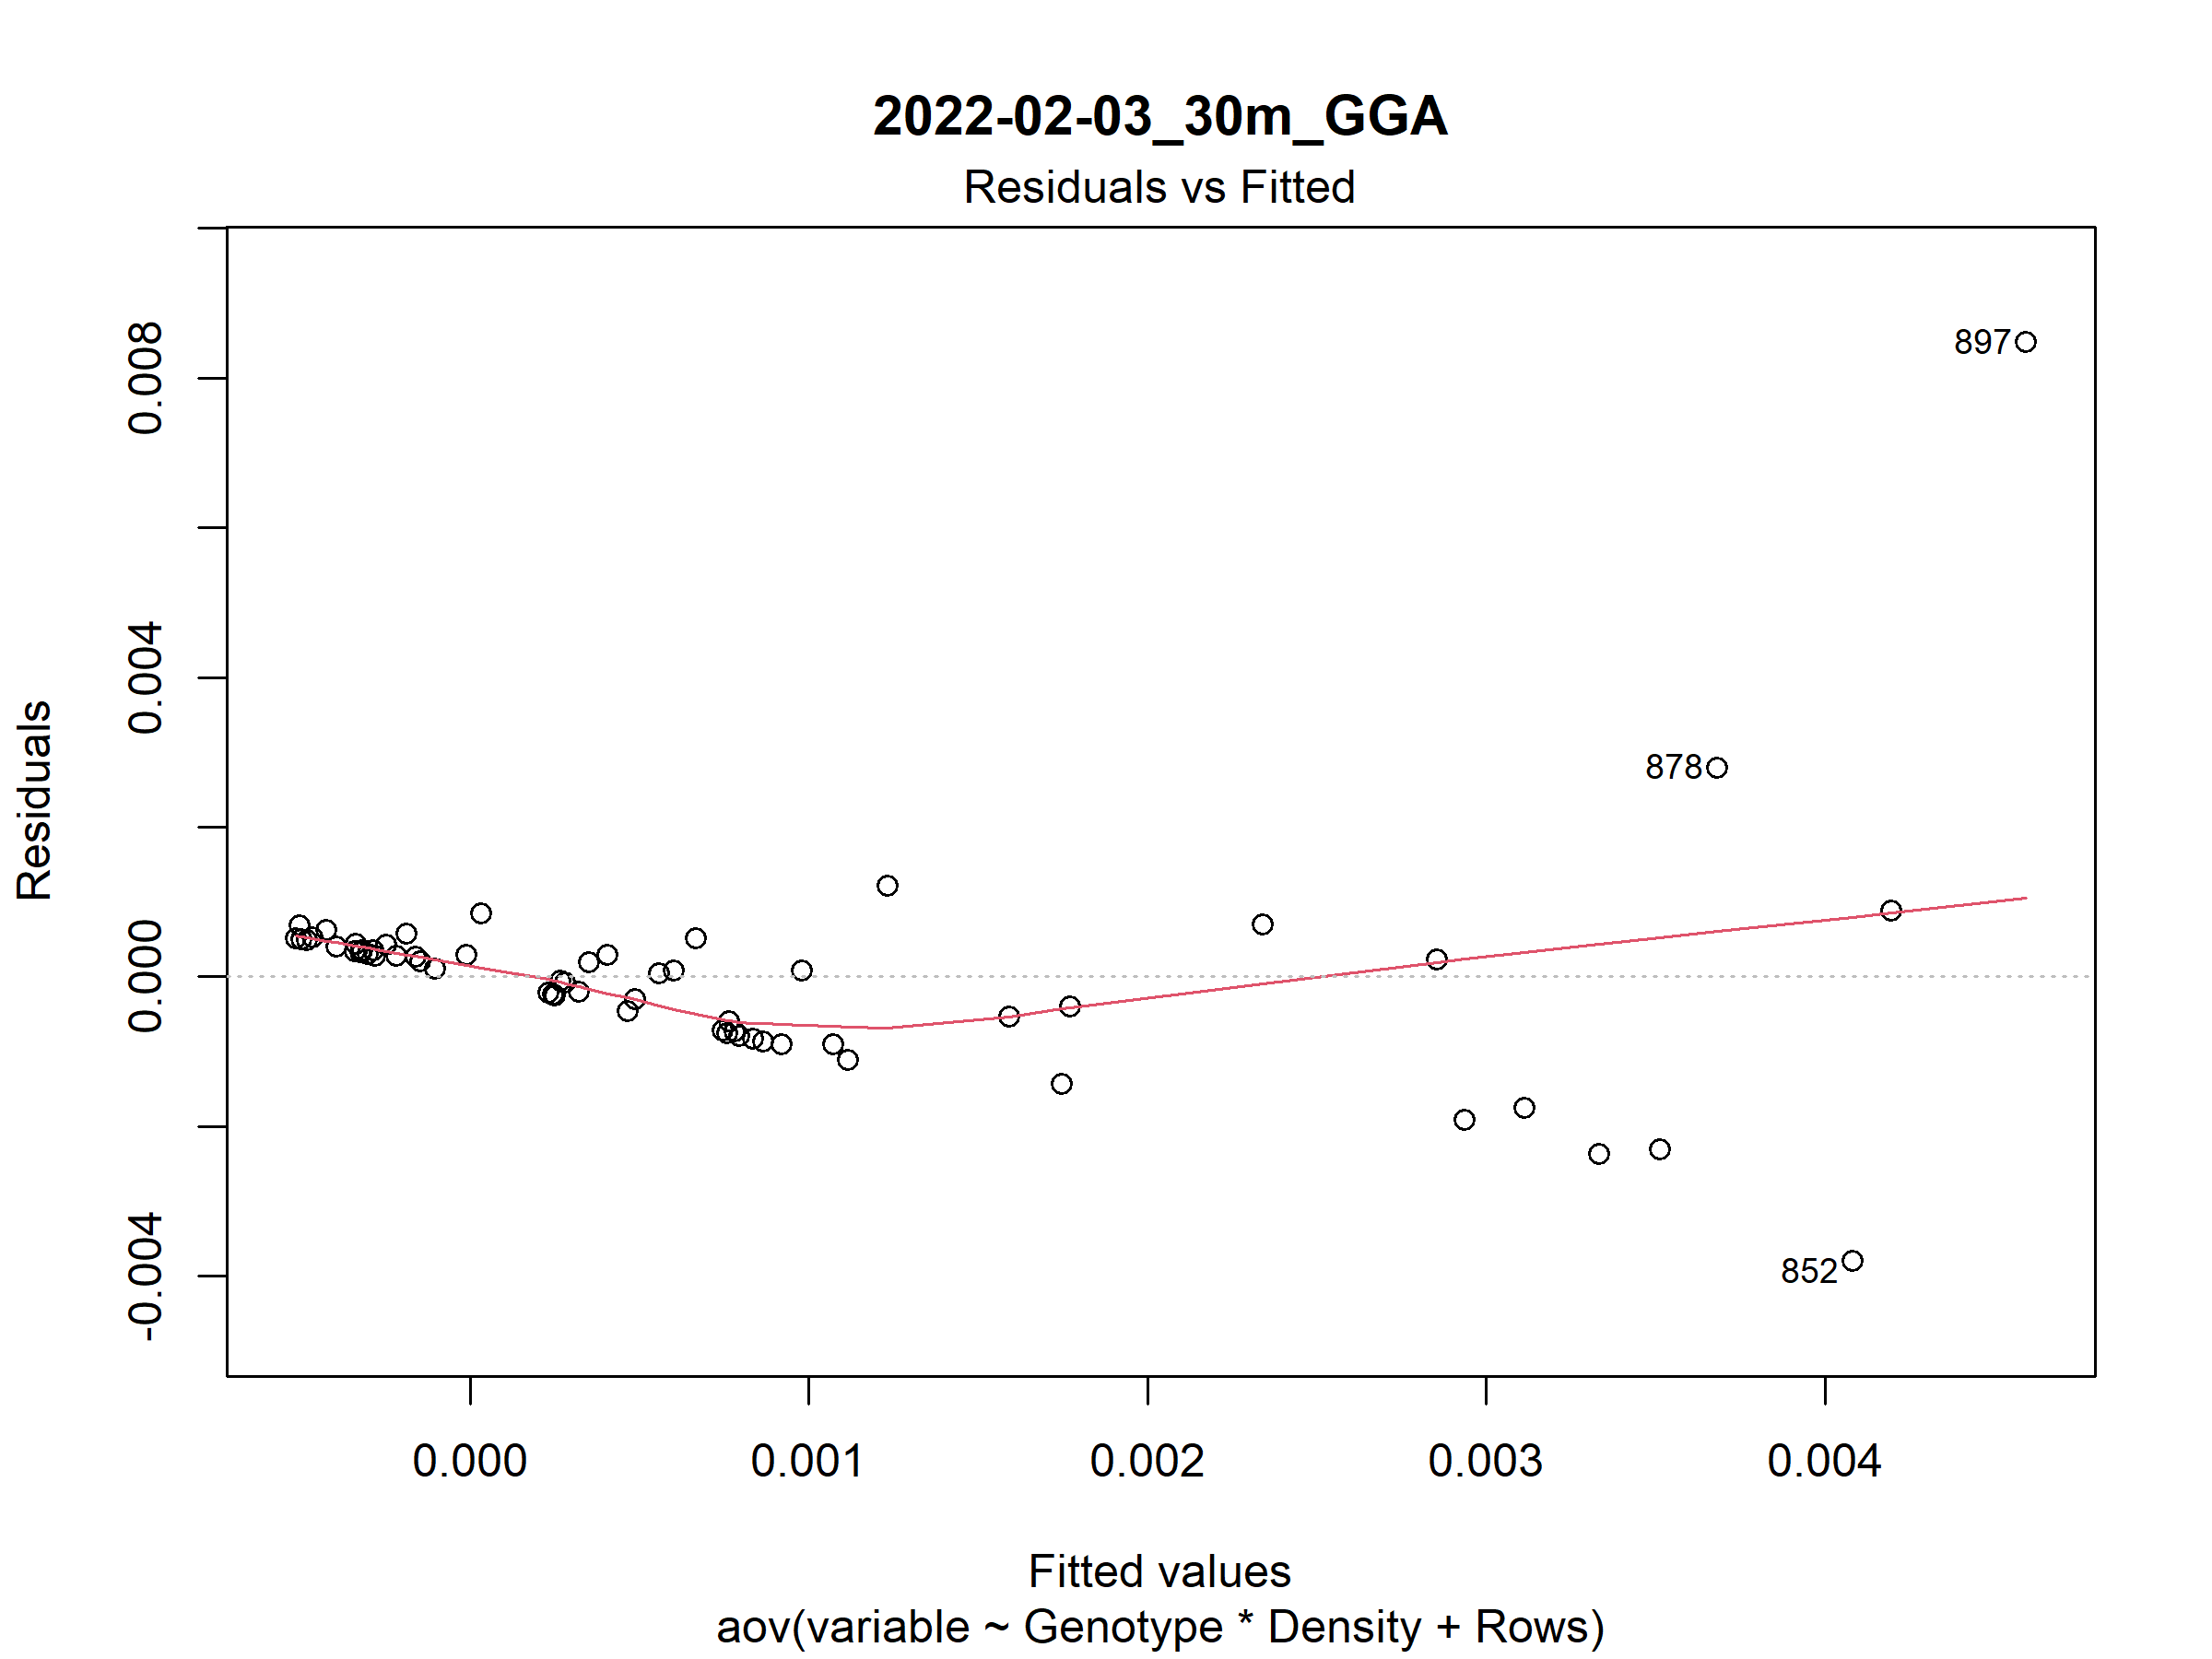 2022-02-03_30m_GGA
Residuals vs Fitted
Residuals
0.008
0.004
0.000
-0.004
897
878
852
0.000 0.001 0.002 0.003 0.004
Fitted values
aov(variable ~ Genotype * Density + Rows)